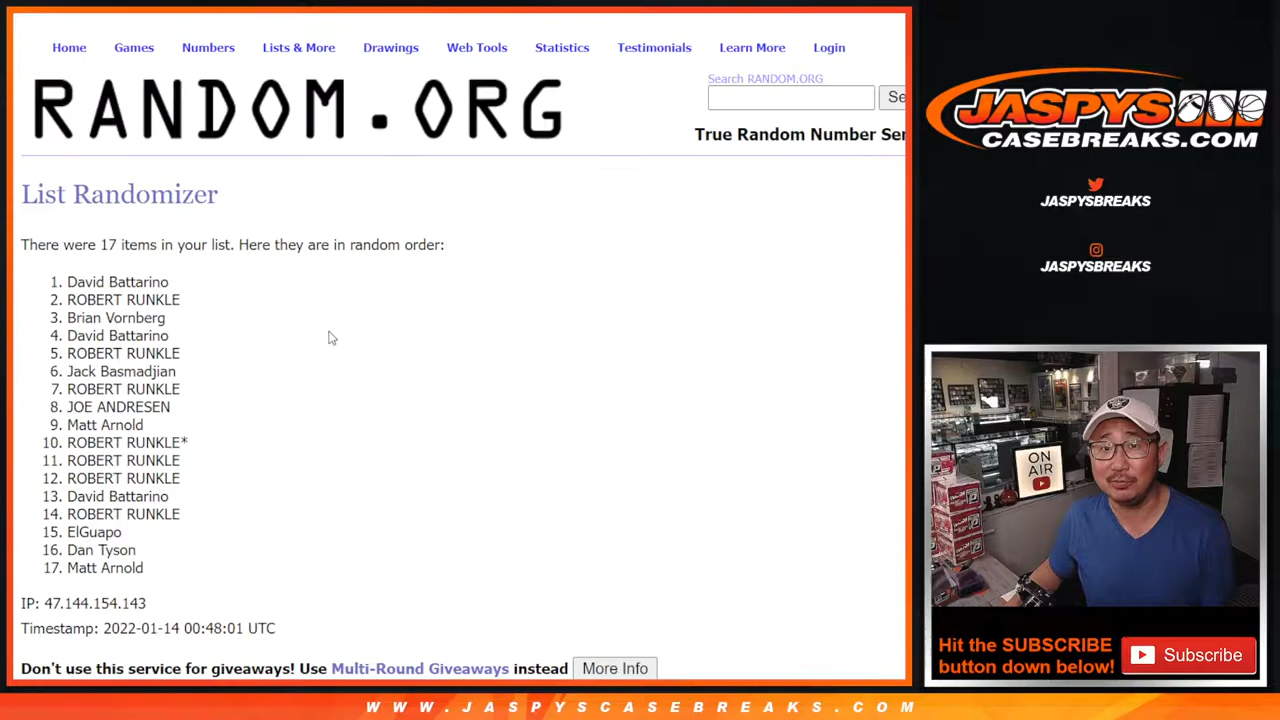 Home Games Numbers Lists & More Drawings Web Tools Statistics Testimonials Learn More Login
RANDOM.ORG
Search RANDOM.ORG
Se
True Random Number Ser
List Randomizer
There were 17 items in your list. Here they are in random order:
1. David Battarino
2. ROBERT RUNKLE
3. Brian Vornberg
4. David Battarino
5. ROBERT RUNKLE
6. Jack Basmadjian
7. ROBERT RUNKLE
8. JOE ANDRESEN
9. Matt Arnold
10. ROBERT RUNKLE*
11. ROBERT RUNKLE
12. ROBERT RUNKLE
13. David Battarino
14. ROBERT RUNKLE
15. ElGuapo
16. Dan Tyson
17. Matt Arnold
IP: 47.144.154.143
Timestamp: 2022-01-14 00:48:01 UTC
Don't use this service for giveaways! Use Multi-Round Giveaways instead More Info
JASPYS
CASEBREAKS.COM
JASPYSBREAKS
JASPYSBREAKS
ON
AIR
Hit the SUBSCRIBE
button down below!
Subscribe
WWW.JASPYSCASEBREAKS.COM